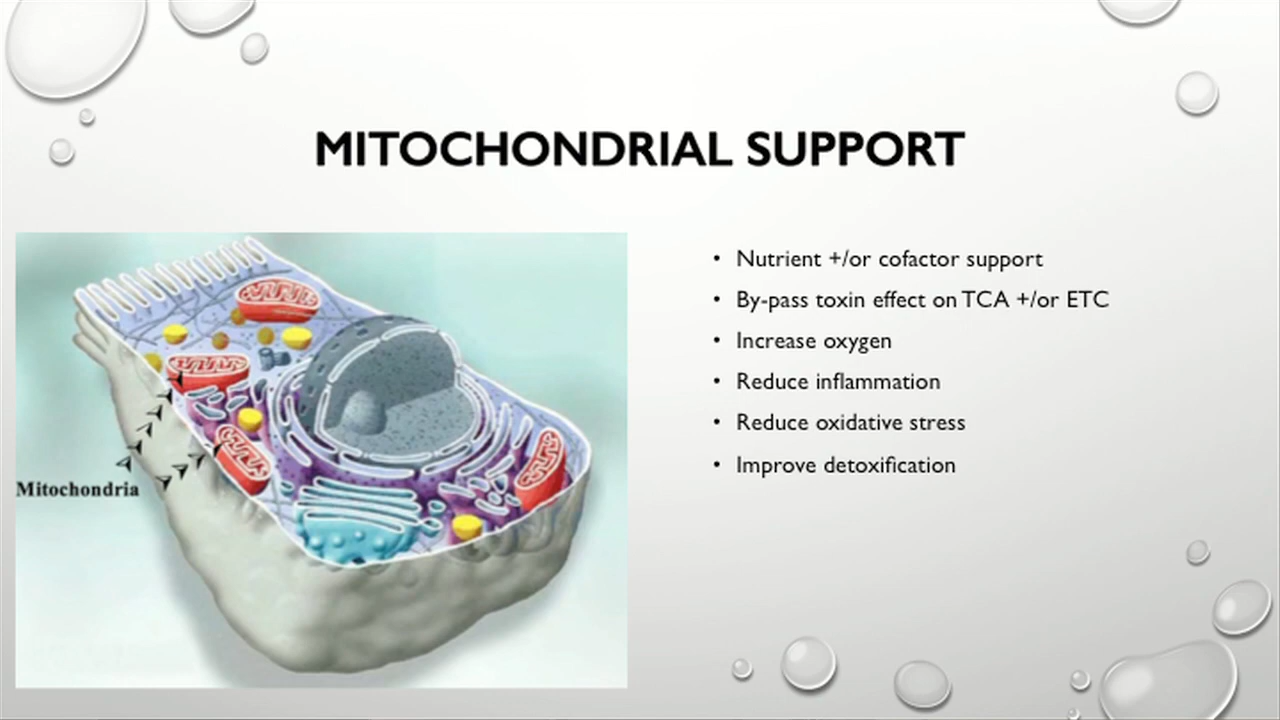 MITOCHONDRIAL SUPPORT
Mitochondria
• Nutrient +/or cofactor support
• By-pass toxin effect on TCA +/or ETC
• Increase oxygen
• Reduce inflammation
• Reduce oxidative stress
• Improve detoxification